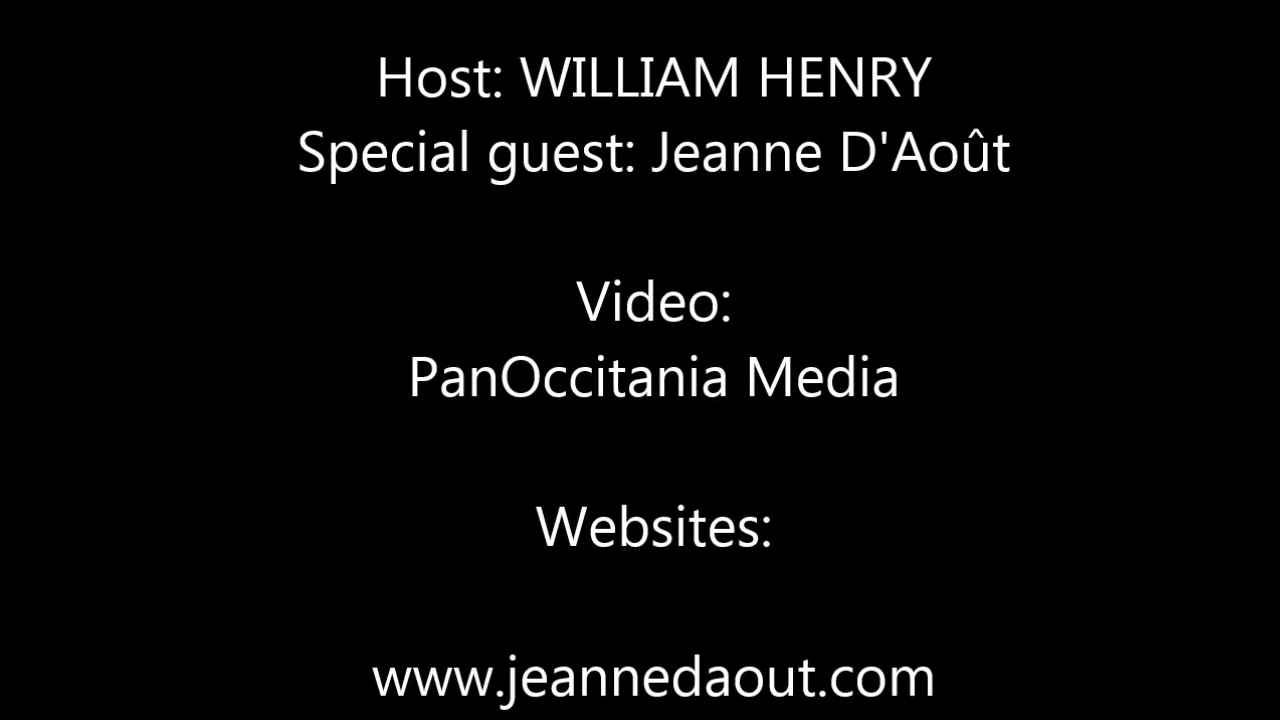 Host: WILLIAM HENRY
Special guest: Jeanne D'Août
Video:
PanOccitania Media
Websites:
www.jeannedaout.com